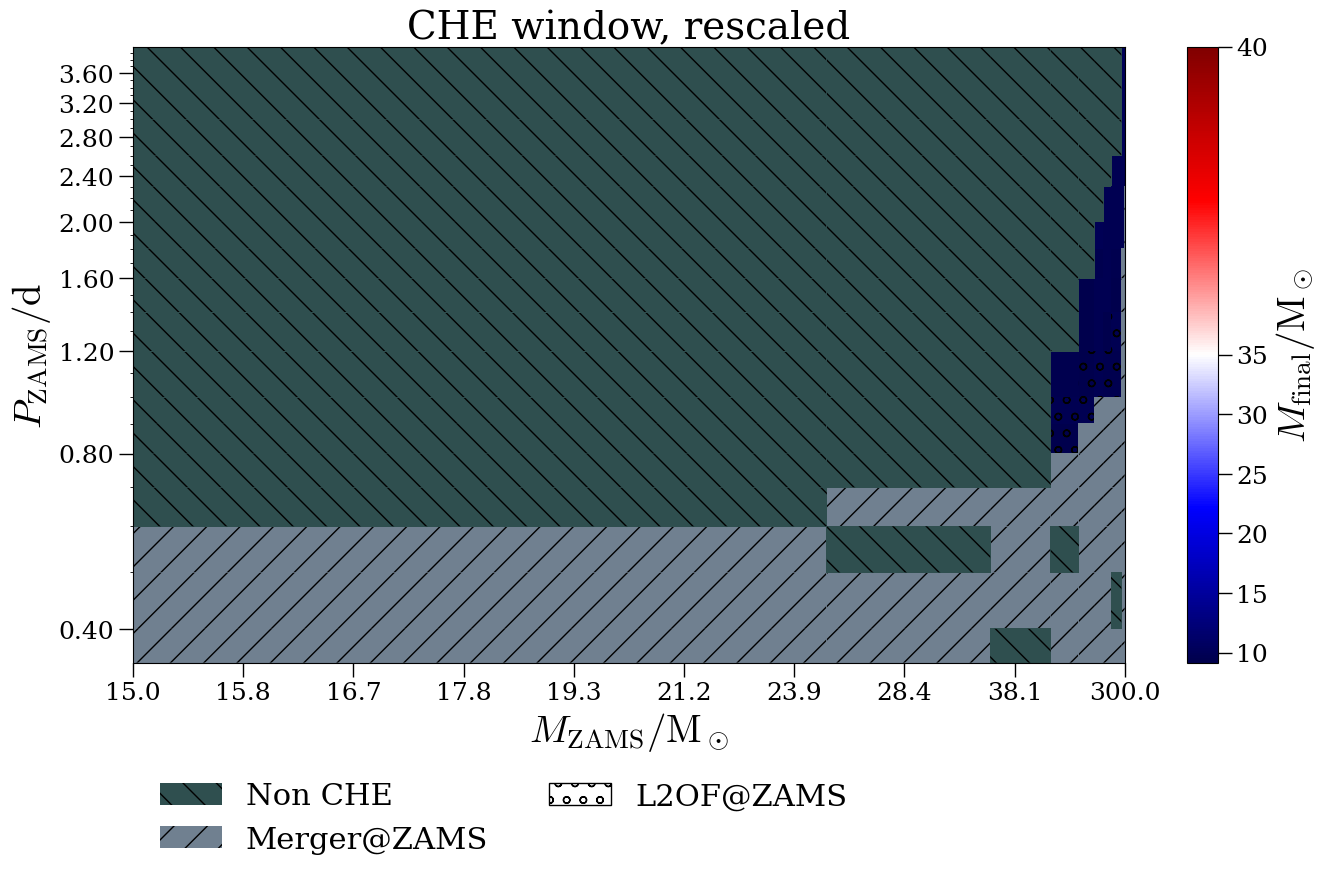 CHE window, rescaled
3.60
3.20
2.80
2.40
2.00
1.60
1.20
0.80
0.40
P_ZAMS/d
15.0 15.8 16.7 17.8 19.3 21.2 23.9 28.4 38.1 300.0
M_ZAMS/M_⊙
40
35
30
25
20
15
10
M_final/M_⊙
Non CHE
Merger@ZAMS
L2OF@ZAMS